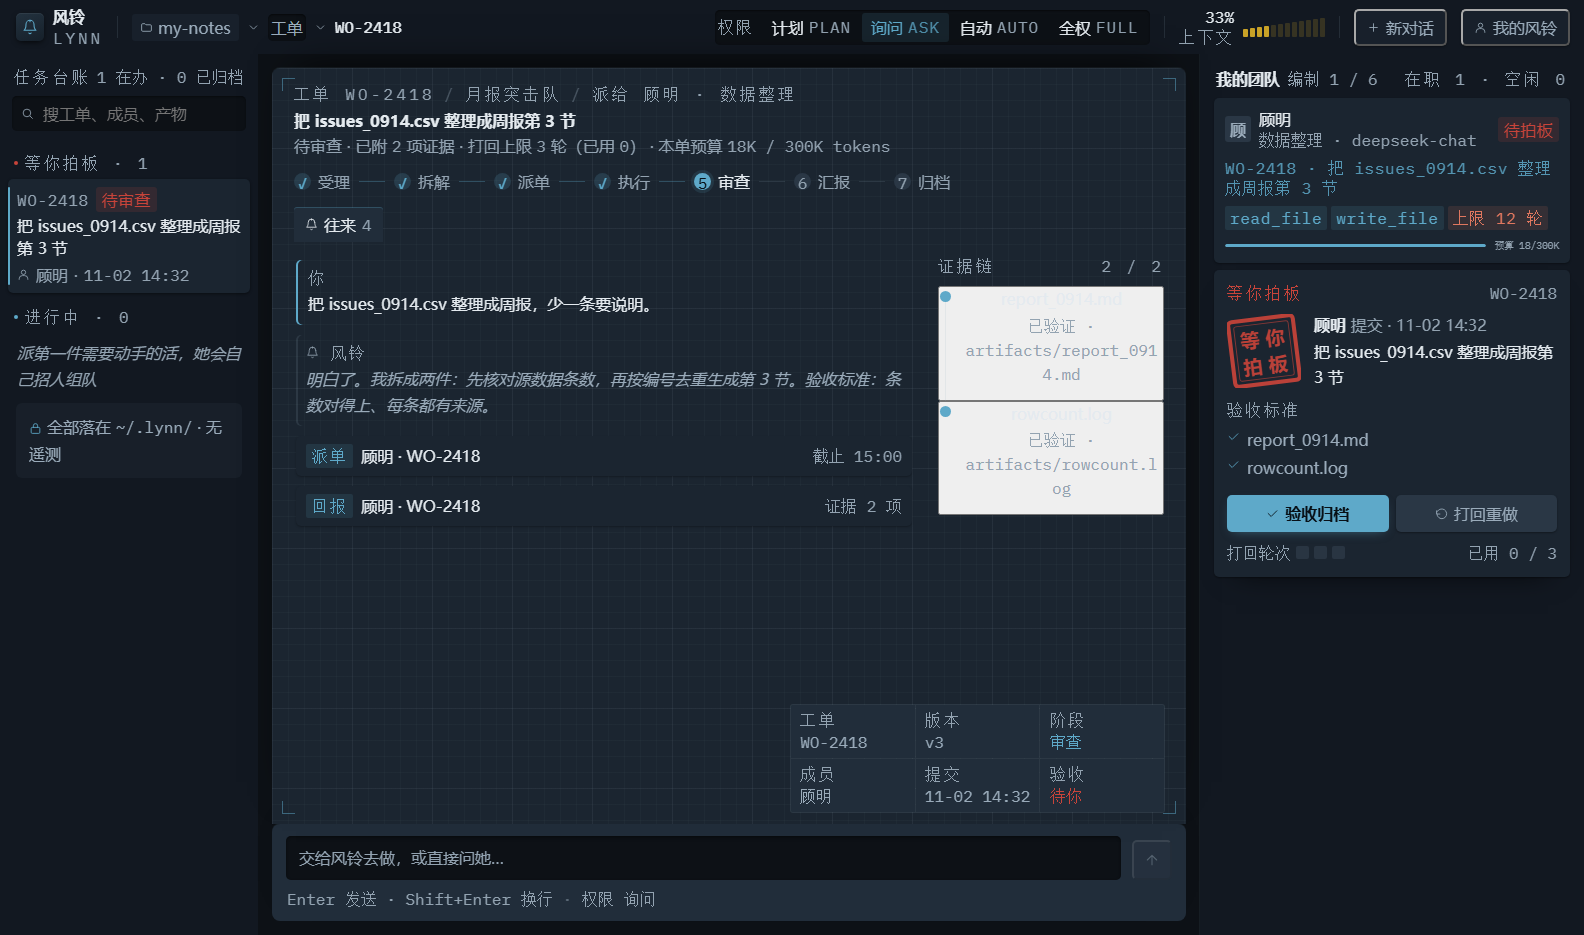 风铃
LYNN
my-notes
工单
WO-2418
权限
计划 PLAN
询问 ASK
自动 AUTO
全权 FULL
33%
上下文
+ 新对话
我的风铃
任务台账 1 在办 · 0 已归档
搜工单、成员、产物
等你拍板 · 1
WO-2418 待审查
把 issues_0914.csv 整理成周报
第 3 节
顾明 · 11-02 14:32
进行中 · 0
派第一件需要动手的活，她会自
己招人组队
全部落在 ~/.lynn/ · 无
遥测
工单 WO-2418 / 月报突击队 / 派给 顾明 · 数据整理
把 issues_0914.csv 整理成周报第 3 节
待审查 · 已附 2 项证据 · 打回上限 3 轮（已用 0） · 本单预算 18K / 300K tokens
受理
拆解
派单
执行
5 审查
6 汇报
7 归档
往来 4
你
把 issues_0914.csv 整理成周报，少一条要说明。
风铃
明白了。我拆成两件：先核对源数据条数，再按编号去重生成第 3 节。验收标准：条
数对得上、每条都有来源。
派单 顾明 · WO-2418 截止 15:00
回报 顾明 · WO-2418 证据 2 项
证据链 2 / 2
report_0914.md
已验证 ·
artifacts/report_091
4.md
rowcount.log
已验证 ·
artifacts/rowcount.l
og
工单 版本 阶段
WO-2418 v3 审查
成员 提交 验收
顾明 11-02 14:32 待你
交给风铃去做，或直接问她...
Enter 发送 · Shift+Enter 换行 · 权限 询问
我的团队 编制 1 / 6 在职 1 · 空闲 0
顾
顾明
数据整理 · deepseek-chat
待拍板
WO-2418 · 把 issues_0914.csv 整理
成周报第 3 节
read_file write_file 上限 12 轮
预算 18/300K
等你拍板 WO-2418
等你
拍板
顾明 提交 · 11-02 14:32
把 issues_0914.csv 整理成周报第
3 节
验收标准
report_0914.md
rowcount.log
验收归档
打回重做
打回轮次 已用 0 / 3